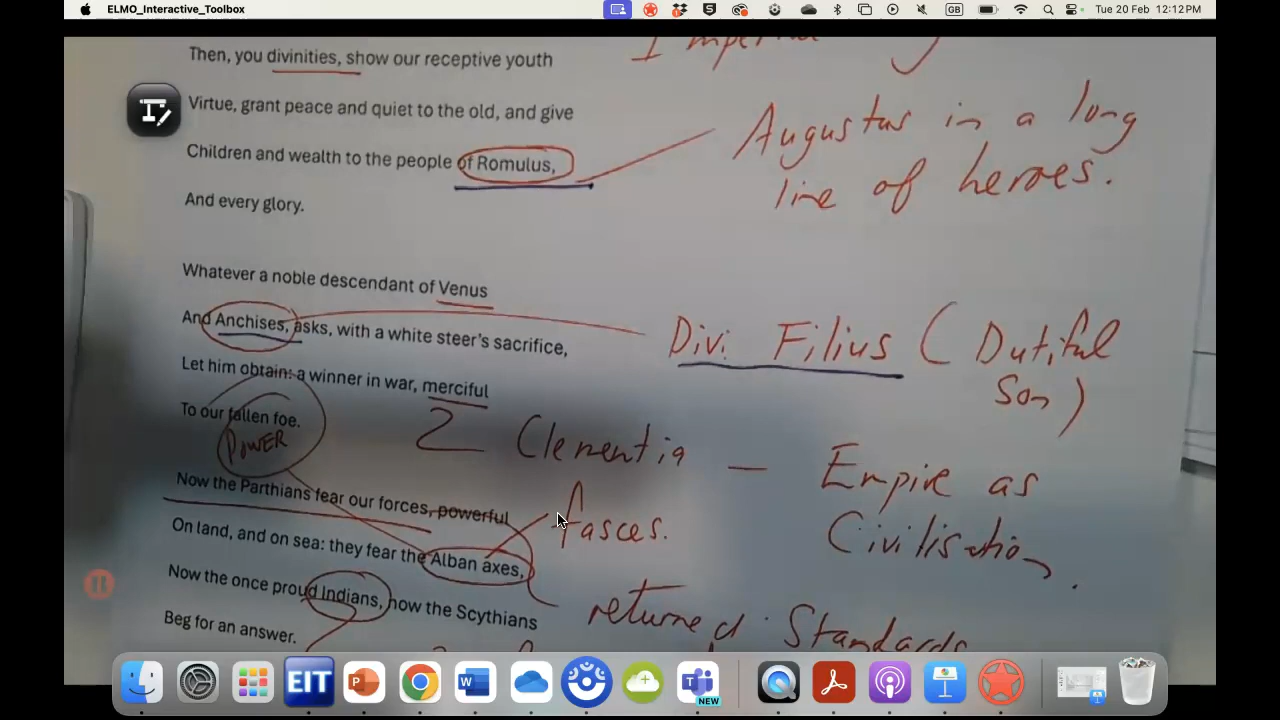 ELMO_Interactive_Toolbox
GB
Tue 20 Feb 12:12PM
Then, you divinities, show our receptive youth
Virtue, grant peace and quiet to the old, and give
Children and wealth to the people of Romulus,
And every glory.
Augustus in a long
line of heroes.
Whatever a noble descendant of Venus
And Anchises, asks, with a white steer's sacrifice,
Let him obtain: a winner in war, merciful
To our fallen foe.
Divi Filius (Dutiful
Son)
POWER
Clementia — Empire as
Civilisation.
Now the Parthians fear our forces, powerful
On land, and on sea: they fear the Alban axes,
fasces.
Now the once proud Indians, now the Scythians
Beg for an answer.
returned Standards
EIT
NEW